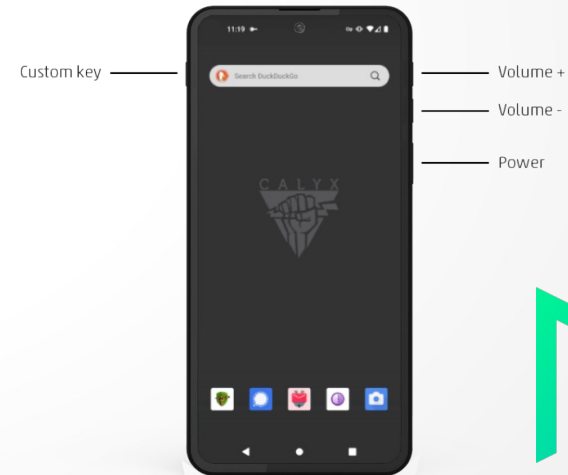 11:19
Custom key
Search DuckDuckGo
Volume +
Volume -
Power
CALYX